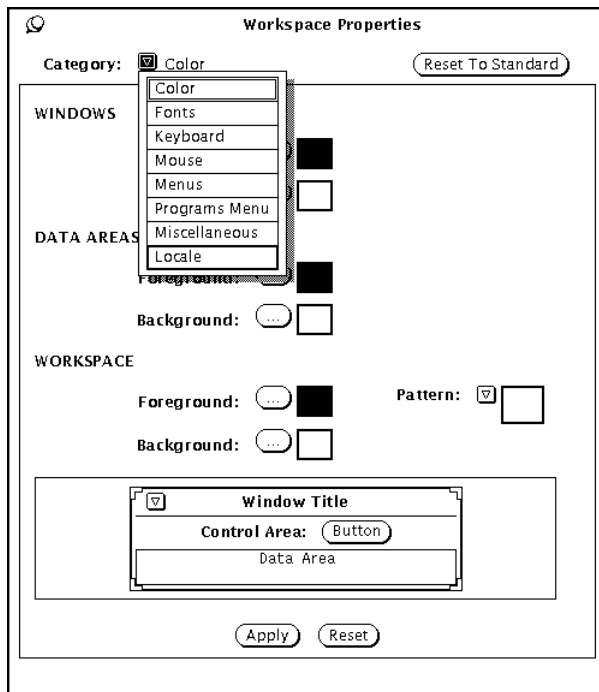 Workspace Properties
Category: Color Reset To Standard
Color
WINDOWS
Fonts
Keyboard
Mouse
Menus
Programs Menu
DATA AREAS
Miscellaneous
Locale
Foreground: ...
Background: ...
WORKSPACE
Foreground: ... Pattern:
Background: ...
Window Title
Control Area: Button
Data Area
Apply Reset